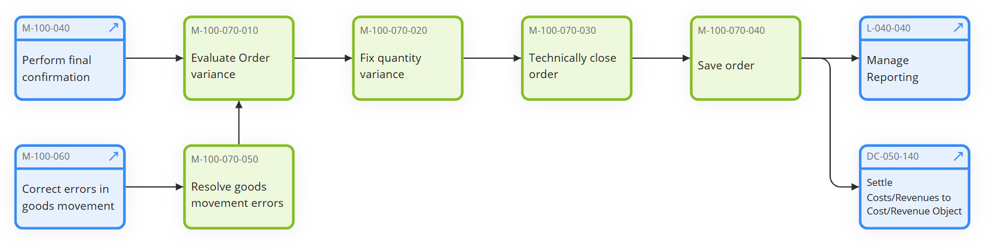 M-100-040
Perform final
confirmation
M-100-070-010
Evaluate Order
variance
M-100-070-020
Fix quantity
variance
M-100-070-030
Technically close
order
M-100-070-040
Save order
L-040-040
Manage
Reporting
M-100-060
Correct errors in
goods movement
M-100-070-050
Resolve goods
movement errors
DC-050-140
Settle
Costs/Revenues to
Cost/Revenue Object